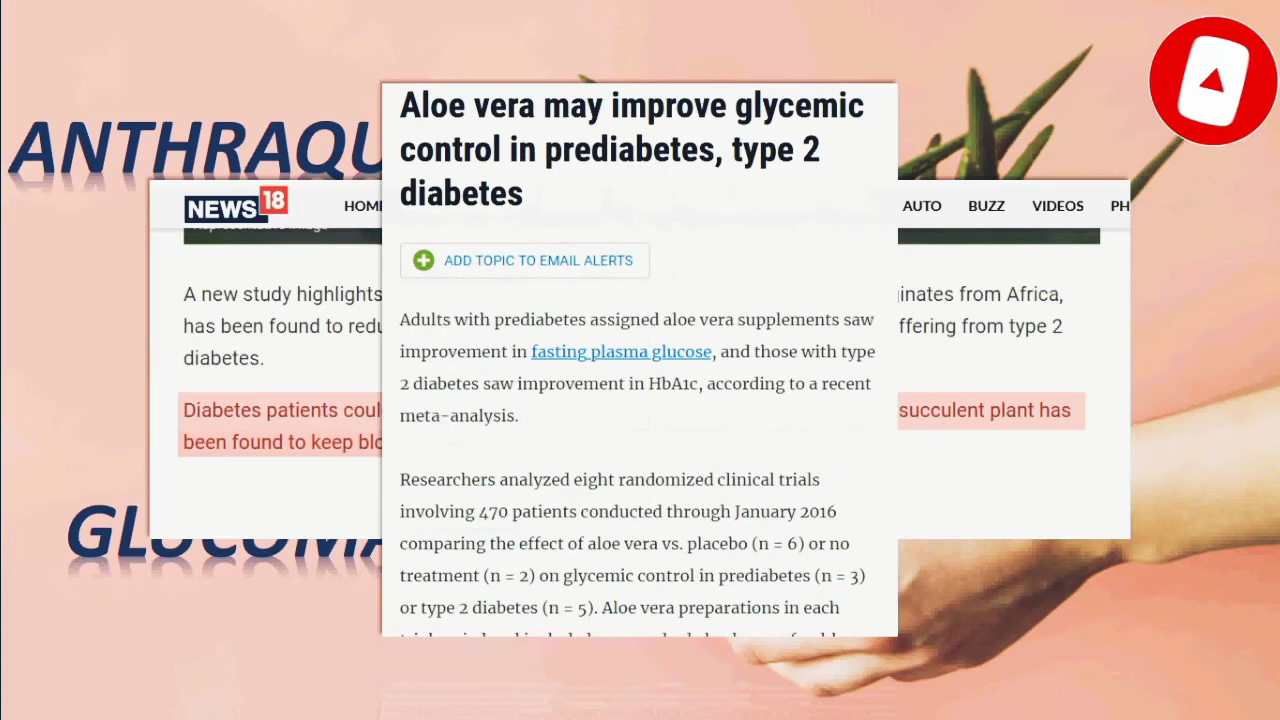 ANTHRAQU
Aloe vera may improve glycemic
control in prediabetes, type 2
diabetes
NEWS 18
HOME
AUTO BUZZ VIDEOS PH
Representative image
ADD TOPIC TO EMAIL ALERTS
A new study highlights
inates from Africa,
has been found to redu
ffering from type 2
diabetes.
Diabetes patients coul
succulent plant has
been found to keep blo
Adults with prediabetes assigned aloe vera supplements saw
improvement in fasting plasma glucose, and those with type
2 diabetes saw improvement in HbA1c, according to a recent
meta-analysis.
Researchers analyzed eight randomized clinical trials
involving 470 patients conducted through January 2016
comparing the effect of aloe vera vs. placebo (n = 6) or no
treatment (n = 2) on glycemic control in prediabetes (n = 3)
or type 2 diabetes (n = 5). Aloe vera preparations in each
GLUCOMA